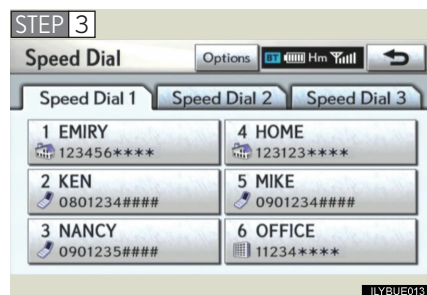 STEP 3
Speed Dial
Options
BT Hm
Speed Dial 1
Speed Dial 2
Speed Dial 3
1 EMIRY
123456****
4 HOME
123123****
2 KEN
0801234####
5 MIKE
0901234####
3 NANCY
0901235####
6 OFFICE
11234****
ILYBUE013